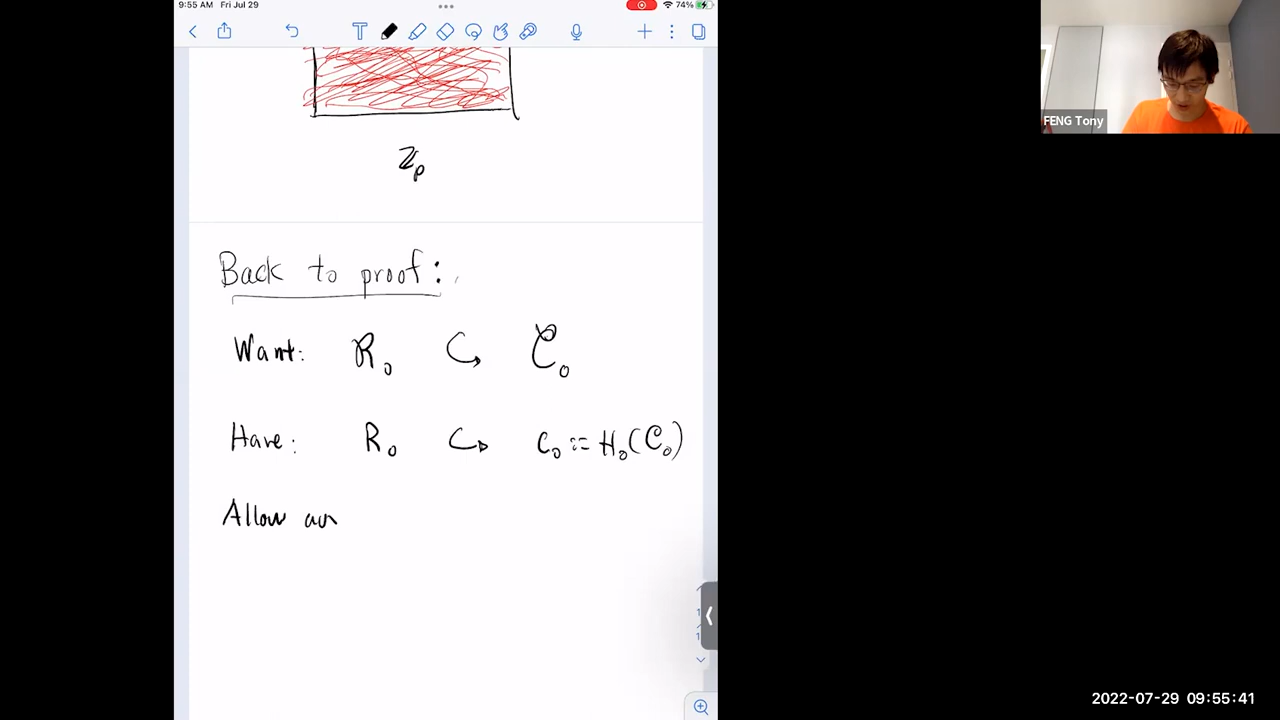 9:55 AM Fri Jul 29
74%
FENG Tony
ℤp
Back to proof:
Want: R₀ ↪ 𝒞₀
Have: R₀ ↪ C₀ := H₀(𝒞₀)
Allow
2022-07-29 09:55:41